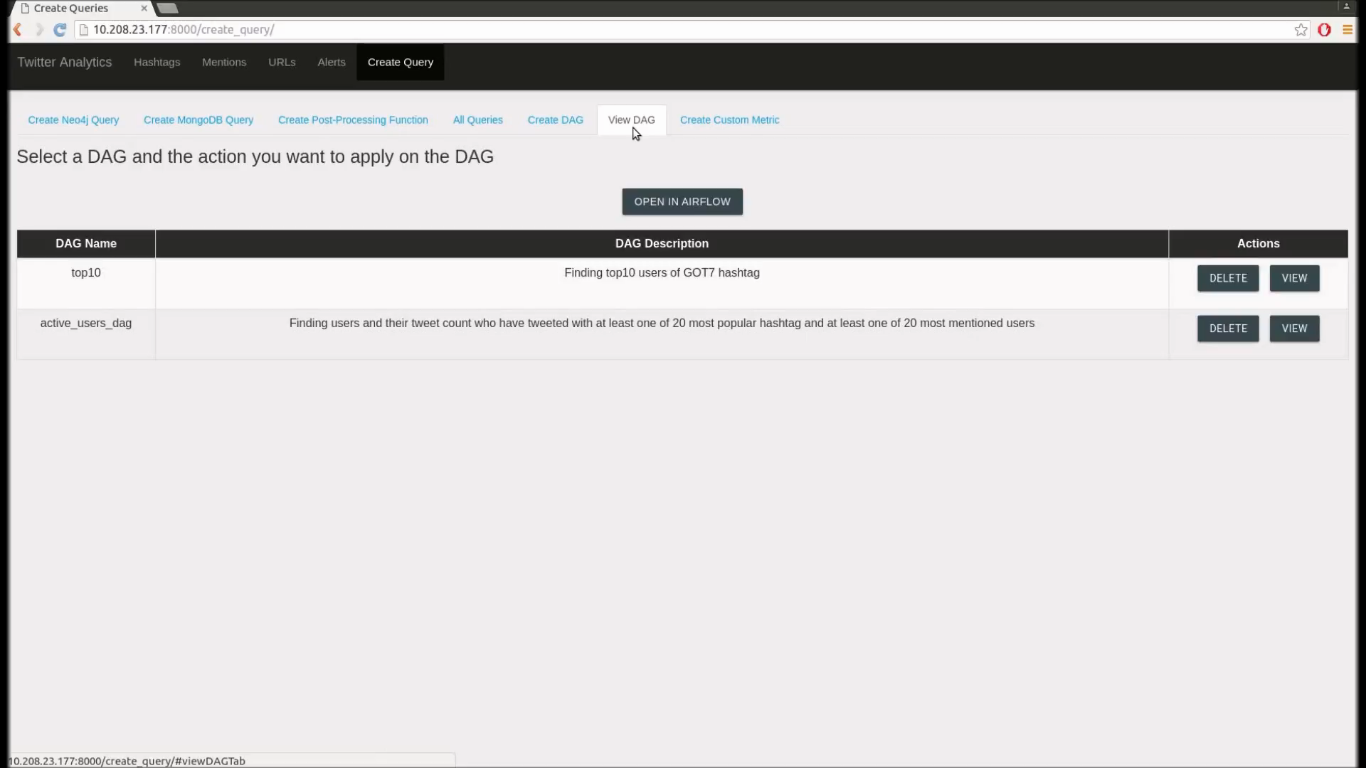 Create Queries
10.208.23.177:8000/create_query/
Twitter Analytics Hashtags Mentions URLs Alerts Create Query
Create Neo4j Query Create MongoDB Query Create Post-Processing Function All Queries Create DAG View DAG Create Custom Metric
Select a DAG and the action you want to apply on the DAG
OPEN IN AIRFLOW
DAG Name DAG Description Actions
top10 Finding top10 users of GOT7 hashtag DELETE VIEW
active_users_dag Finding users and their tweet count who have tweeted with at least one of 20 most popular hashtag and at least one of 20 most mentioned users DELETE VIEW
10.208.23.177:8000/create_query/#viewDAGTab